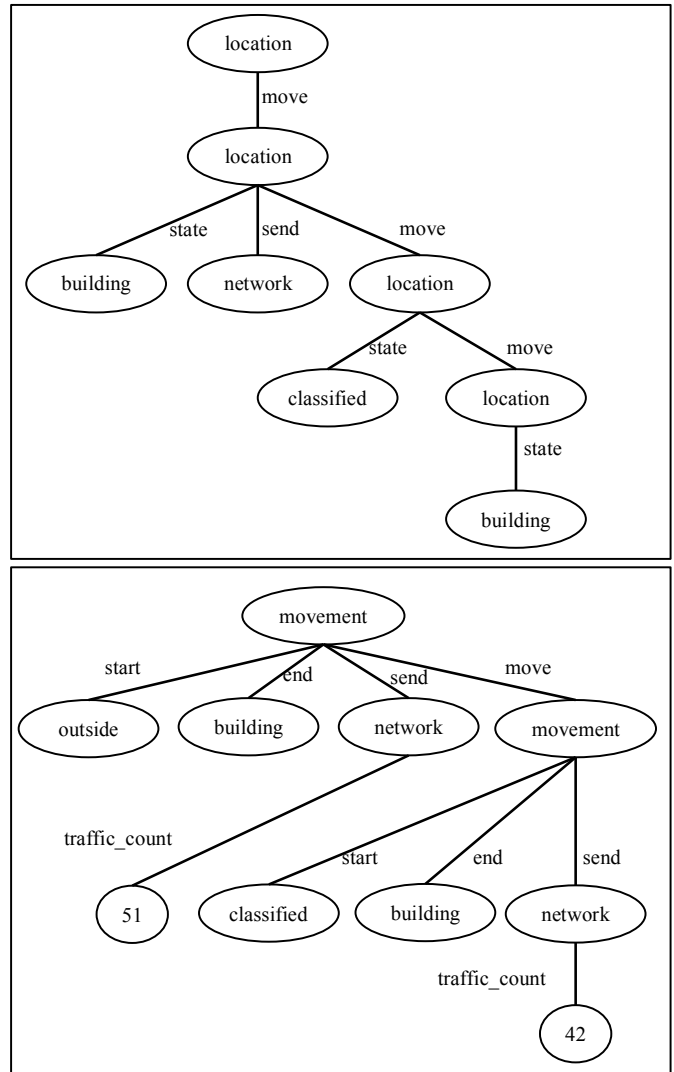 location
move
location
state send move
building network location
state move
classified location
state
building
movement
start end send move
outside building network movement
traffic_count start end send
51 classified building network
traffic_count
42